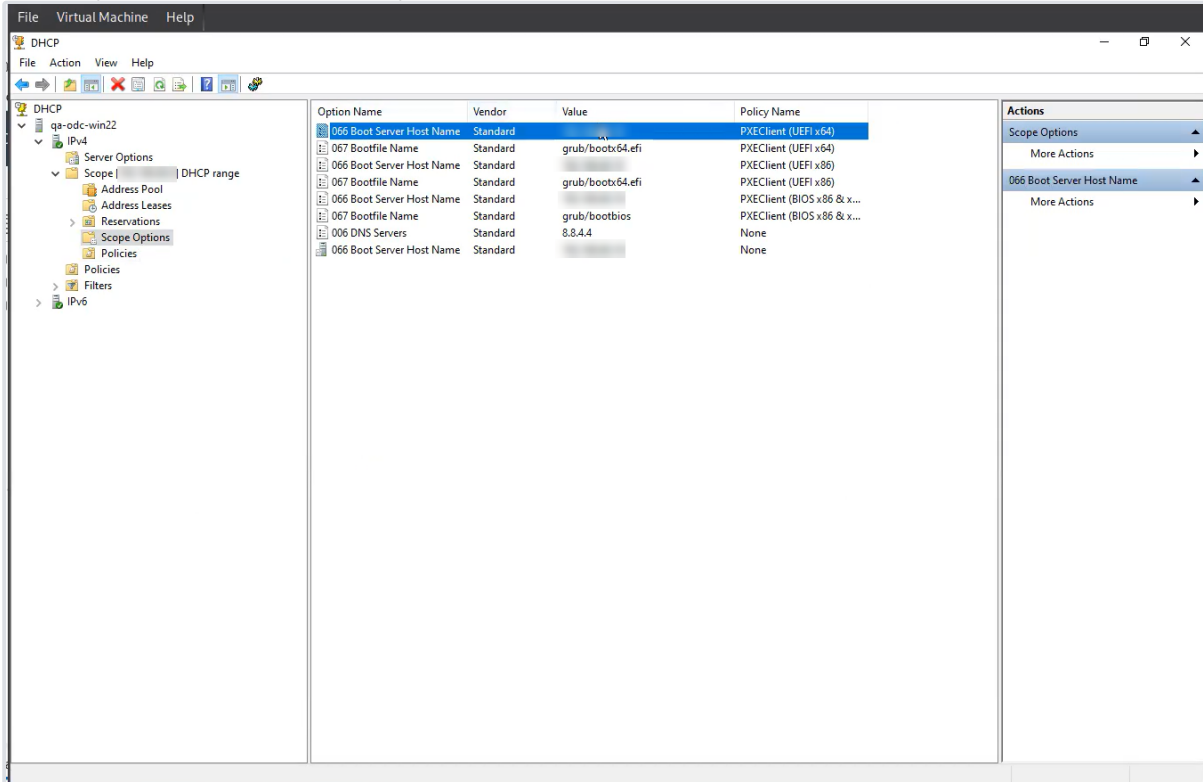 File Virtual Machine Help
DHCP
File Action View Help
DHCP
qa-odc-win22
IPv4
Server Options
Scope [ ] DHCP range
Address Pool
Address Leases
Reservations
Scope Options
Policies
Policies
Filters
IPv6
Option Name Vendor Value Policy Name
066 Boot Server Host Name Standard PXEClient (UEFI x64)
067 Bootfile Name Standard grub/bootx64.efi PXEClient (UEFI x64)
066 Boot Server Host Name Standard PXEClient (UEFI x86)
067 Bootfile Name Standard grub/bootx64.efi PXEClient (UEFI x86)
066 Boot Server Host Name Standard PXEClient (BIOS x86 & x...
067 Bootfile Name Standard grub/bootbios PXEClient (BIOS x86 & x...
006 DNS Servers Standard 8.8.4.4 None
066 Boot Server Host Name Standard None
Actions
Scope Options
More Actions
066 Boot Server Host Name
More Actions